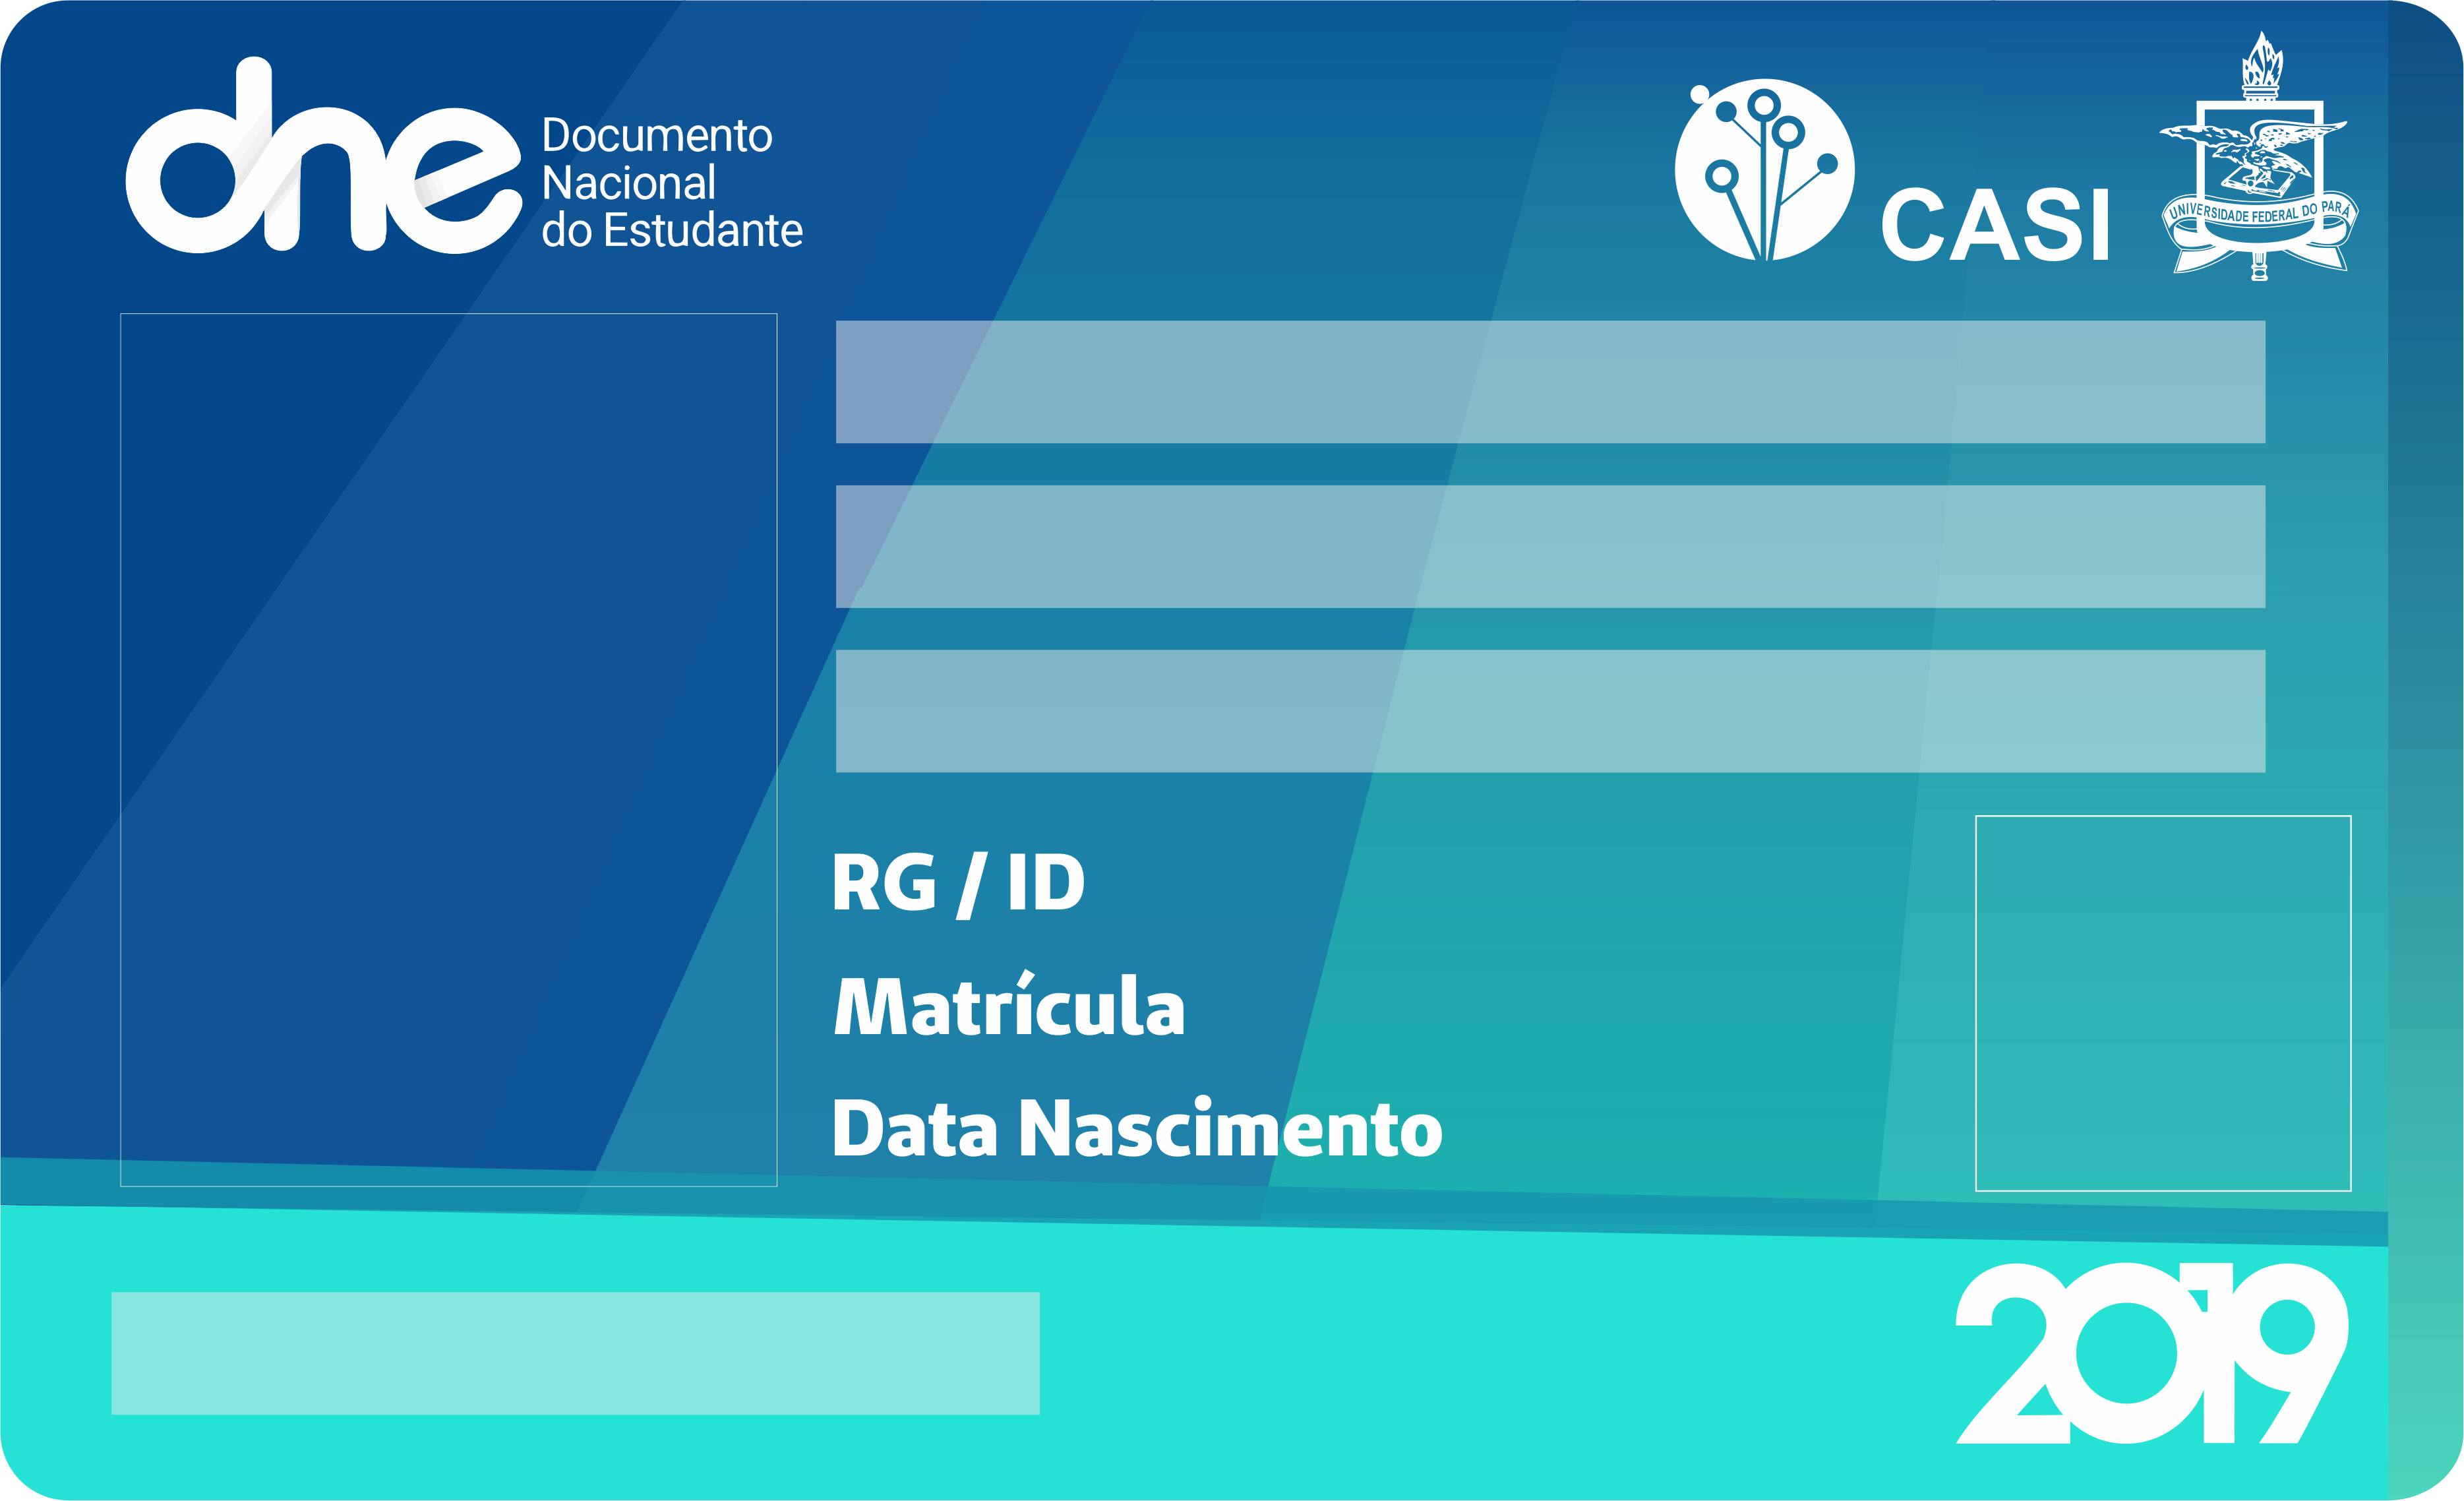 dne
Documento
Nacional
do Estudante
CASI
UNIVERSIDADE FEDERAL DO PARÁ
RG / ID
Matrícula
Data Nascimento
2019